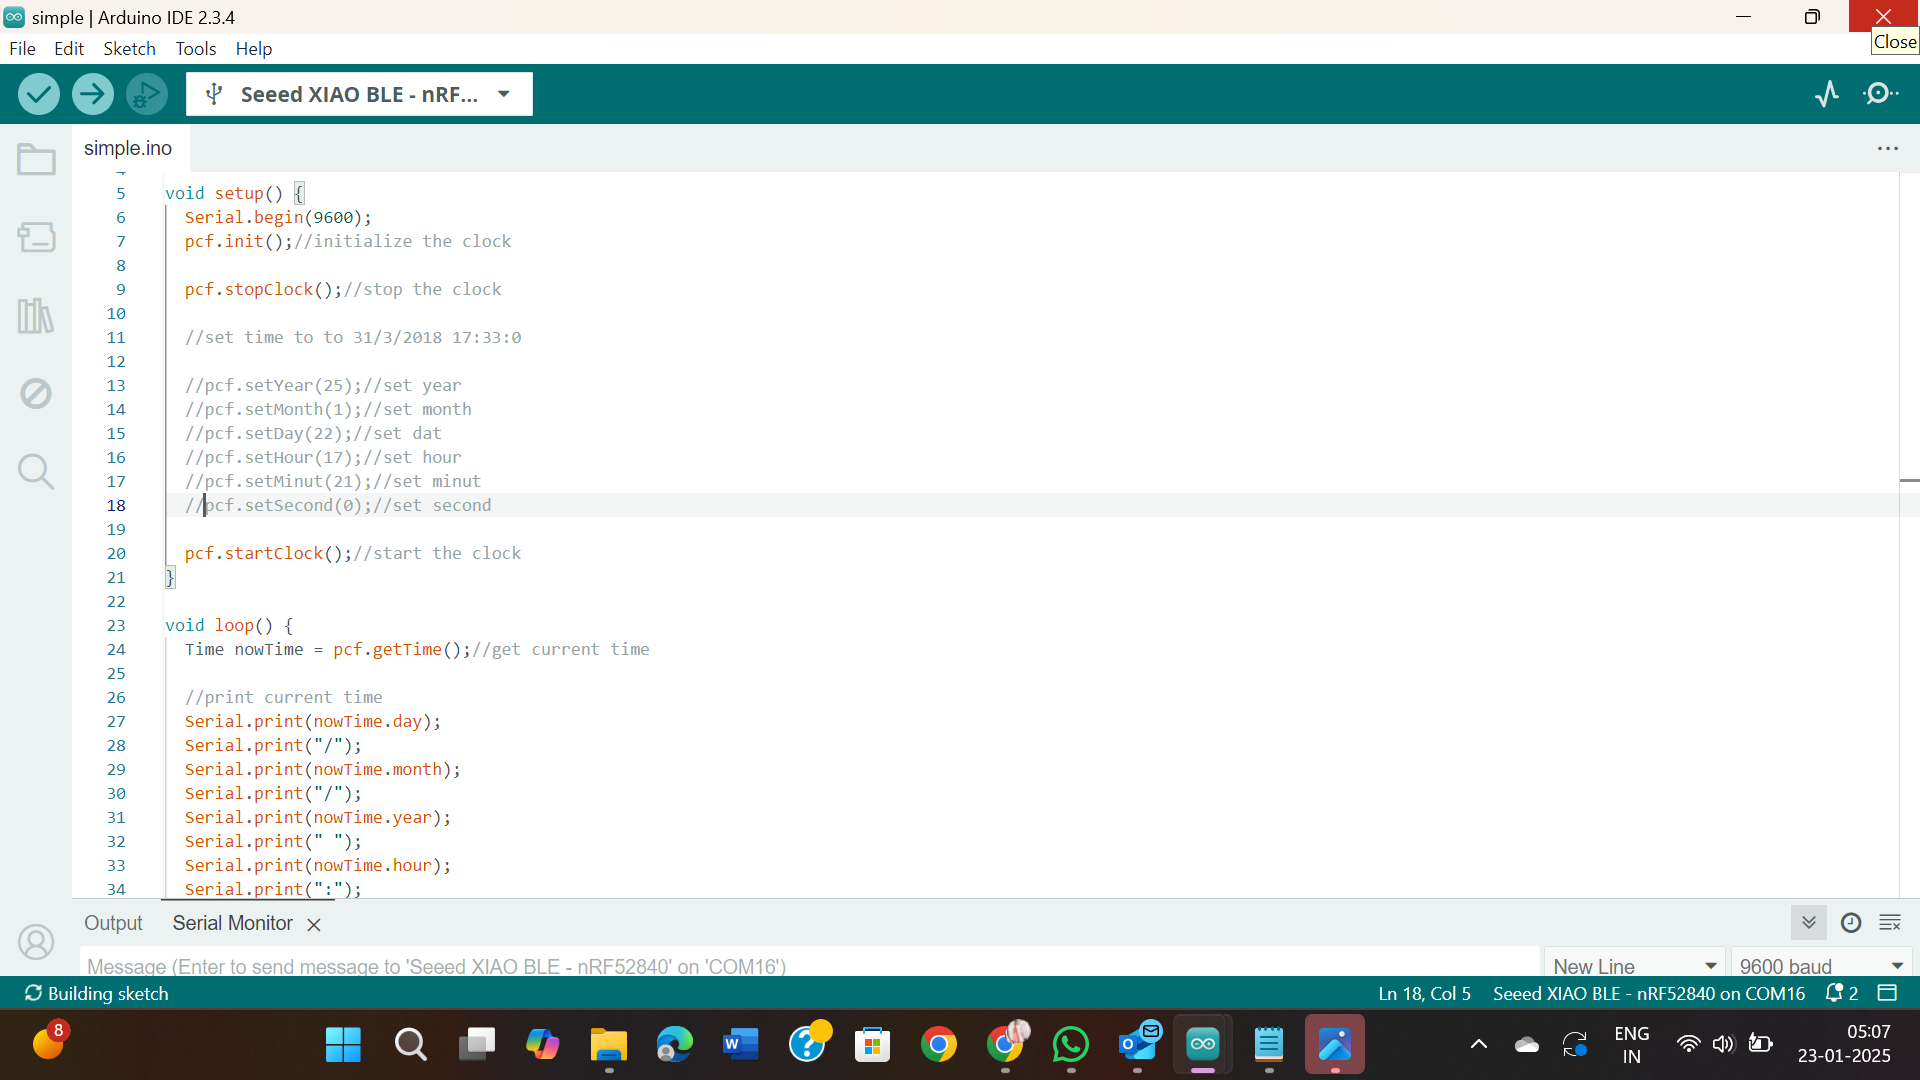 simple | Arduino IDE 2.3.4
Close
File Edit Sketch Tools Help
Seeed XIAO BLE - nRF...
simple.ino
5 void setup() {
6 Serial.begin(9600);
7 pcf.init();//initialize the clock
8
9 pcf.stopClock();//stop the clock
10
11 //set time to to 31/3/2018 17:33:0
12
13 //pcf.setYear(25);//set year
14 //pcf.setMonth(1);//set month
15 //pcf.setDay(22);//set dat
16 //pcf.setHour(17);//set hour
17 //pcf.setMinut(21);//set minut
18 //pcf.setSecond(0);//set second
19
20 pcf.startClock();//start the clock
21 }
22
23 void loop() {
24 Time nowTime = pcf.getTime();//get current time
25
26 //print current time
27 Serial.print(nowTime.day);
28 Serial.print("/");
29 Serial.print(nowTime.month);
30 Serial.print("/");
31 Serial.print(nowTime.year);
32 Serial.print(" ");
33 Serial.print(nowTime.hour);
34 Serial.print(":");
Output Serial Monitor
Message (Enter to send message to 'Seeed XIAO BLE - nRF52840' on 'COM16') New Line 9600 baud
Building sketch Ln 18, Col 5 Seeed XIAO BLE - nRF52840 on COM16 2
8
ENG
IN
05:07
23-01-2025